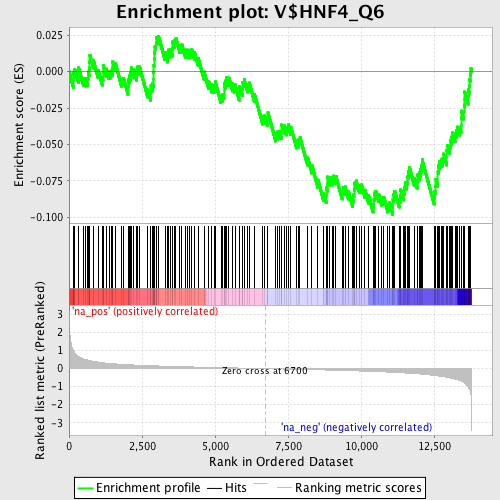 Enrichment plot: V$HNF4_Q6
Enrichment score (ES)
0.025
0.000
-0.025
-0.050
-0.075
-0.100
'na_pos' (positively correlated)
Ranked list metric (PreRanked)
3
2
1
0
-1
-2
-3
Zero cross at 6700
'na_neg' (negatively correlated)
0
2,500
5,000
7,500
10,000
12,500
Rank in Ordered Dataset
Enrichment profile
Hits
Ranking metric scores